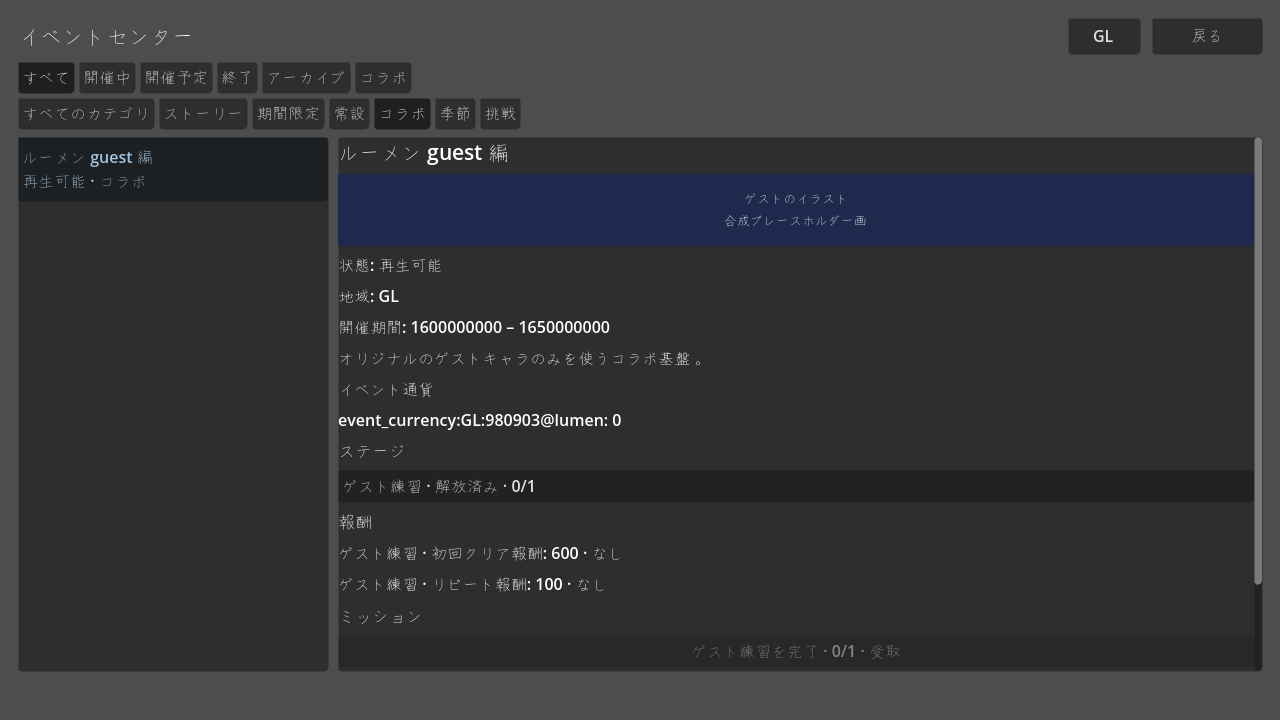 イベントセンター
GL
戻る
すべて
開催中
開催予定
終了
アーカイブ
コラボ
すべてのカテゴリ
ストーリー
期間限定
常設
コラボ
季節
挑戦
ルーメン guest 編
再生可能・コラボ
ルーメン guest 編
ゲストのイラスト
合成プレースホルダー画
状態: 再生可能
地域: GL
開催期間: 1600000000 – 1650000000
オリジナルのゲストキャラのみを使うコラボ基盤。
イベント通貨
event_currency:GL:980903@lumen: 0
ステージ
ゲスト練習・解放済み・0/1
報酬
ゲスト練習・初回クリア報酬: 600・なし
ゲスト練習・リピート報酬: 100・なし
ミッション
ゲスト練習を完了・0/1・受取